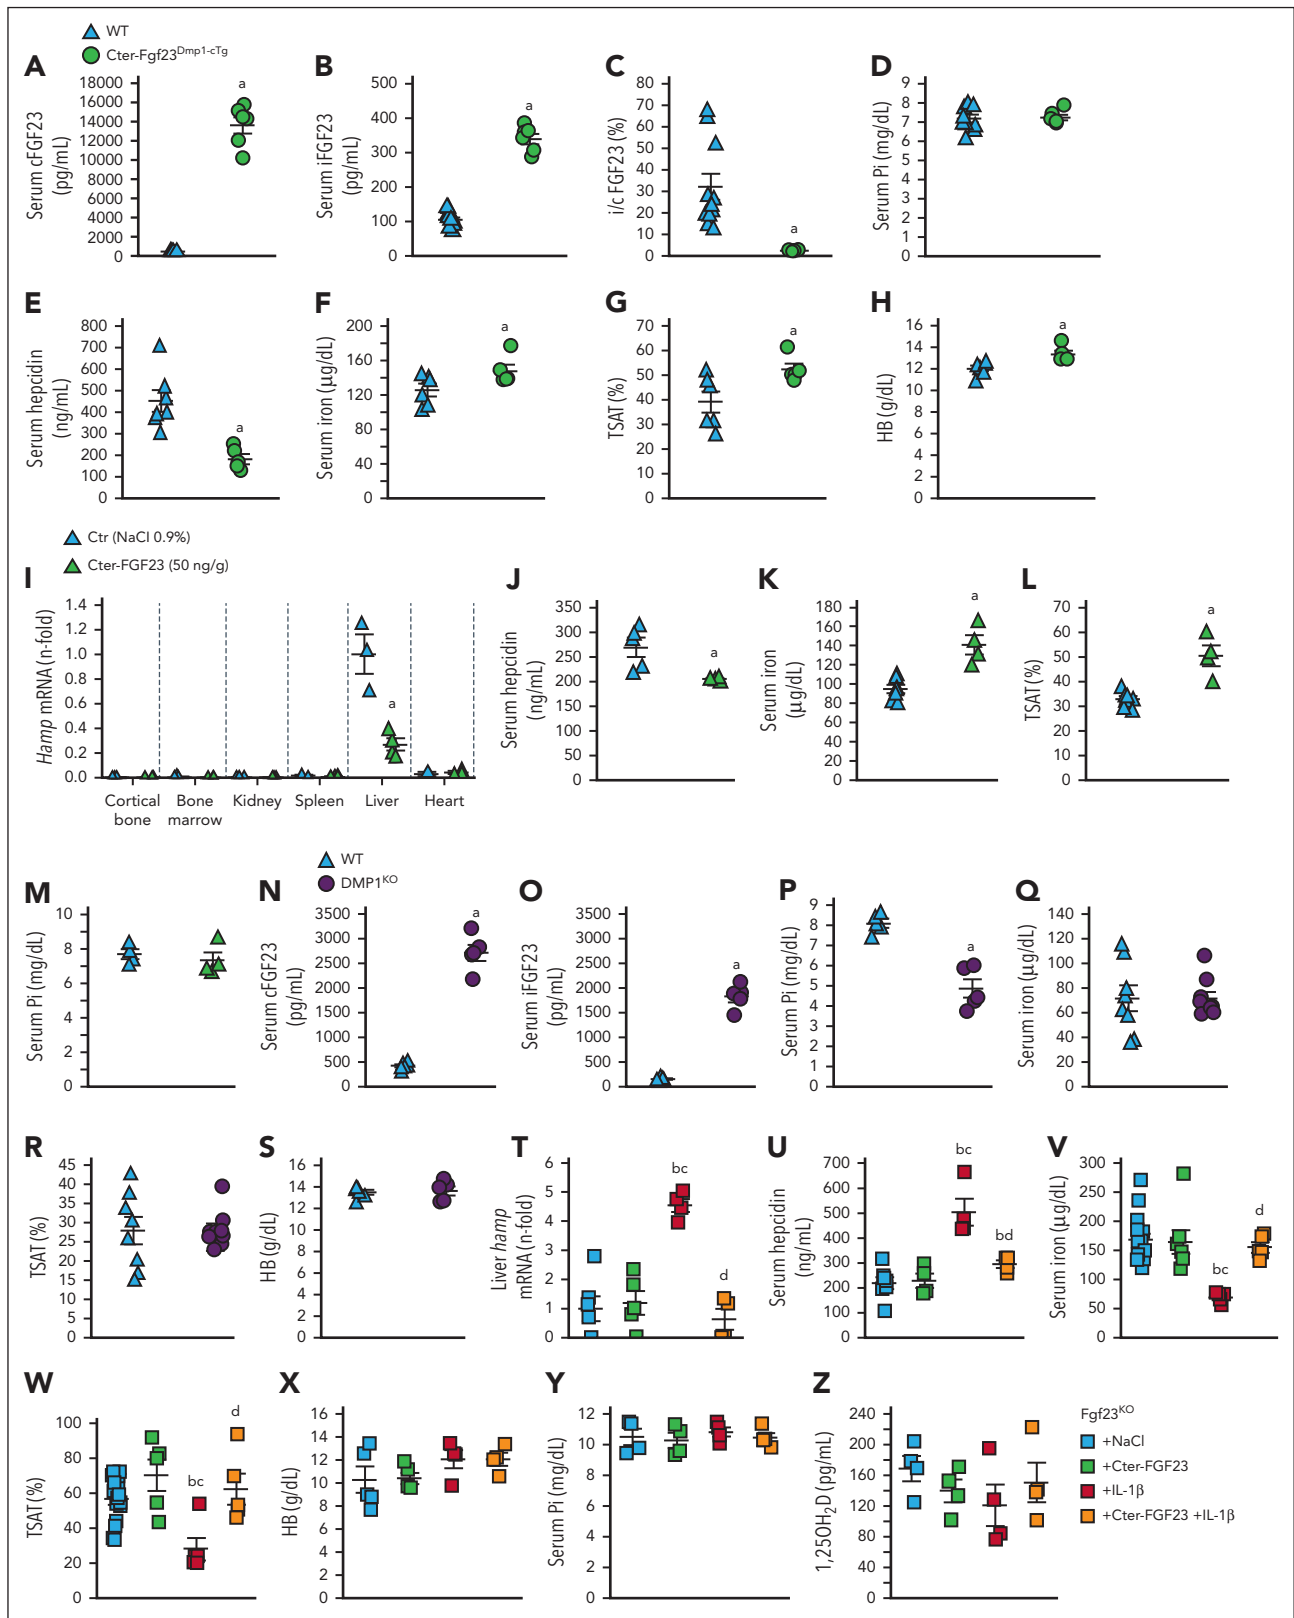 WT
Cter-Fgf23Dmp1-cTg
A
B
C
D
Serum cFGF23
(pg/mL)
18000
16000
14000
12000
10000
8000
6000
4000
2000
0
a
Serum iFGF23
(pg/mL)
500
400
300
200
100
0
a
i/c FGF23 (%)
80
70
60
50
40
30
20
10
0
a
Serum Pi (mg/dL)
9
8
7
6
5
4
3
2
1
0
E
F
G
H
Serum hepcidin
(ng/mL)
800
700
600
500
400
300
200
100
0
a
Serum iron (µg/dL)
200
160
120
80
40
0
a
TSAT (%)
70
60
50
40
30
20
10
0
a
HB (g/dL)
16
14
12
10
8
6
4
2
0
a
Ctr (NaCl 0.9%)
Cter-FGF23 (50 ng/g)
I
J
K
L
Hamp mRNA (n-fold)
1.4
1.2
1.0
0.8
0.6
0.4
0.2
0.0
a
Cortical
bone
Bone
marrow
Kidney
Spleen
Liver
Heart
Serum hepcidin
(ng/mL)
350
300
250
200
150
100
50
0
a
Serum iron
(µg/dL)
180
160
140
120
100
80
60
40
20
0
a
TSAT (%)
70
60
50
40
30
20
10
0
a
WT
DMP1KO
M
N
O
P
Q
Serum Pi (mg/dL)
10
8
6
4
2
0
Serum cFGF23
(pg/mL)
3500
3000
2500
2000
1500
1000
500
0
a
Serum iFGF23
(pg/mL)
3500
3000
2500
2000
1500
1000
500
0
a
Serum Pi (mg/dL)
9
8
7
6
5
4
3
2
1
0
a
Serum iron (µg/dL)
140
120
100
80
60
40
20
0
R
S
T
U
V
TSAT (%)
45
40
35
30
25
20
15
10
5
0
HB (g/dL)
16
14
12
10
8
6
4
2
0
Liver hamp
mRNA (n-fold)
6
5
4
3
2
1
0
bc
d
Serum hepcidin
(ng/mL)
700
600
500
400
300
200
100
0
bc
bd
Serum iron (µg/dL)
300
250
200
150
100
50
0
bc
d
W
X
Y
Z
TSAT (%)
100
80
60
40
20
0
bc
d
HB (g/dL)
16
14
12
10
8
6
4
2
0
Serum Pi (mg/dL)
12
10
8
6
4
2
0
1,25OH2D (pg/mL)
240
200
160
120
80
40
0
Fgf23KO
+NaCl
+Cter-FGF23
+IL-1β
+Cter-FGF23 +IL-1β